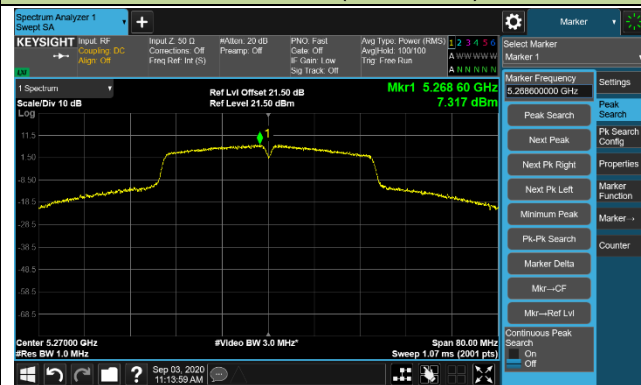 Spectrum Analyzer 1
Swept SA
+
Marker
KEYSIGHT
Input: RF
Coupling: DC
Align: Off
Input Z: 50 Ω
Corrections: Off
Freq Ref: Int (S)
#Atten: 20 dB
Preamp: Off
PNO: Fast
Gate: Off
IF Gain: Low
Sig Track: Off
Avg Type: Power (RMS)
Avg|Hold: 100/100
Trig: Free Run
1 2 3 4 5 6
A W W W W W
A N N N N N
LXI
Select Marker
Marker 1
1 Spectrum
Scale/Div 10 dB
Log
Ref Lvl Offset 21.50 dB
Ref Level 21.50 dBm
Mkr1 5.268 60 GHz
7.317 dBm
1
11.5
1.50
-8.50
-18.5
-28.5
-38.5
-48.5
-58.5
-68.5
Center 5.27000 GHz
#Res BW 1.0 MHz
#Video BW 3.0 MHz*
Span 80.00 MHz
Sweep 1.07 ms (2001 pts)
Marker Frequency
5.268600000 GHz
Peak Search
Next Peak
Next Pk Right
Next Pk Left
Minimum Peak
Pk-Pk Search
Marker Delta
Mkr→CF
Mkr→Ref Lvl
Continuous Peak
Search
On
Off
Settings
Peak
Search
Pk Search
Config
Properties
Marker
Function
Marker→
Counter
?
Sep 03, 2020
11:13:59 AM